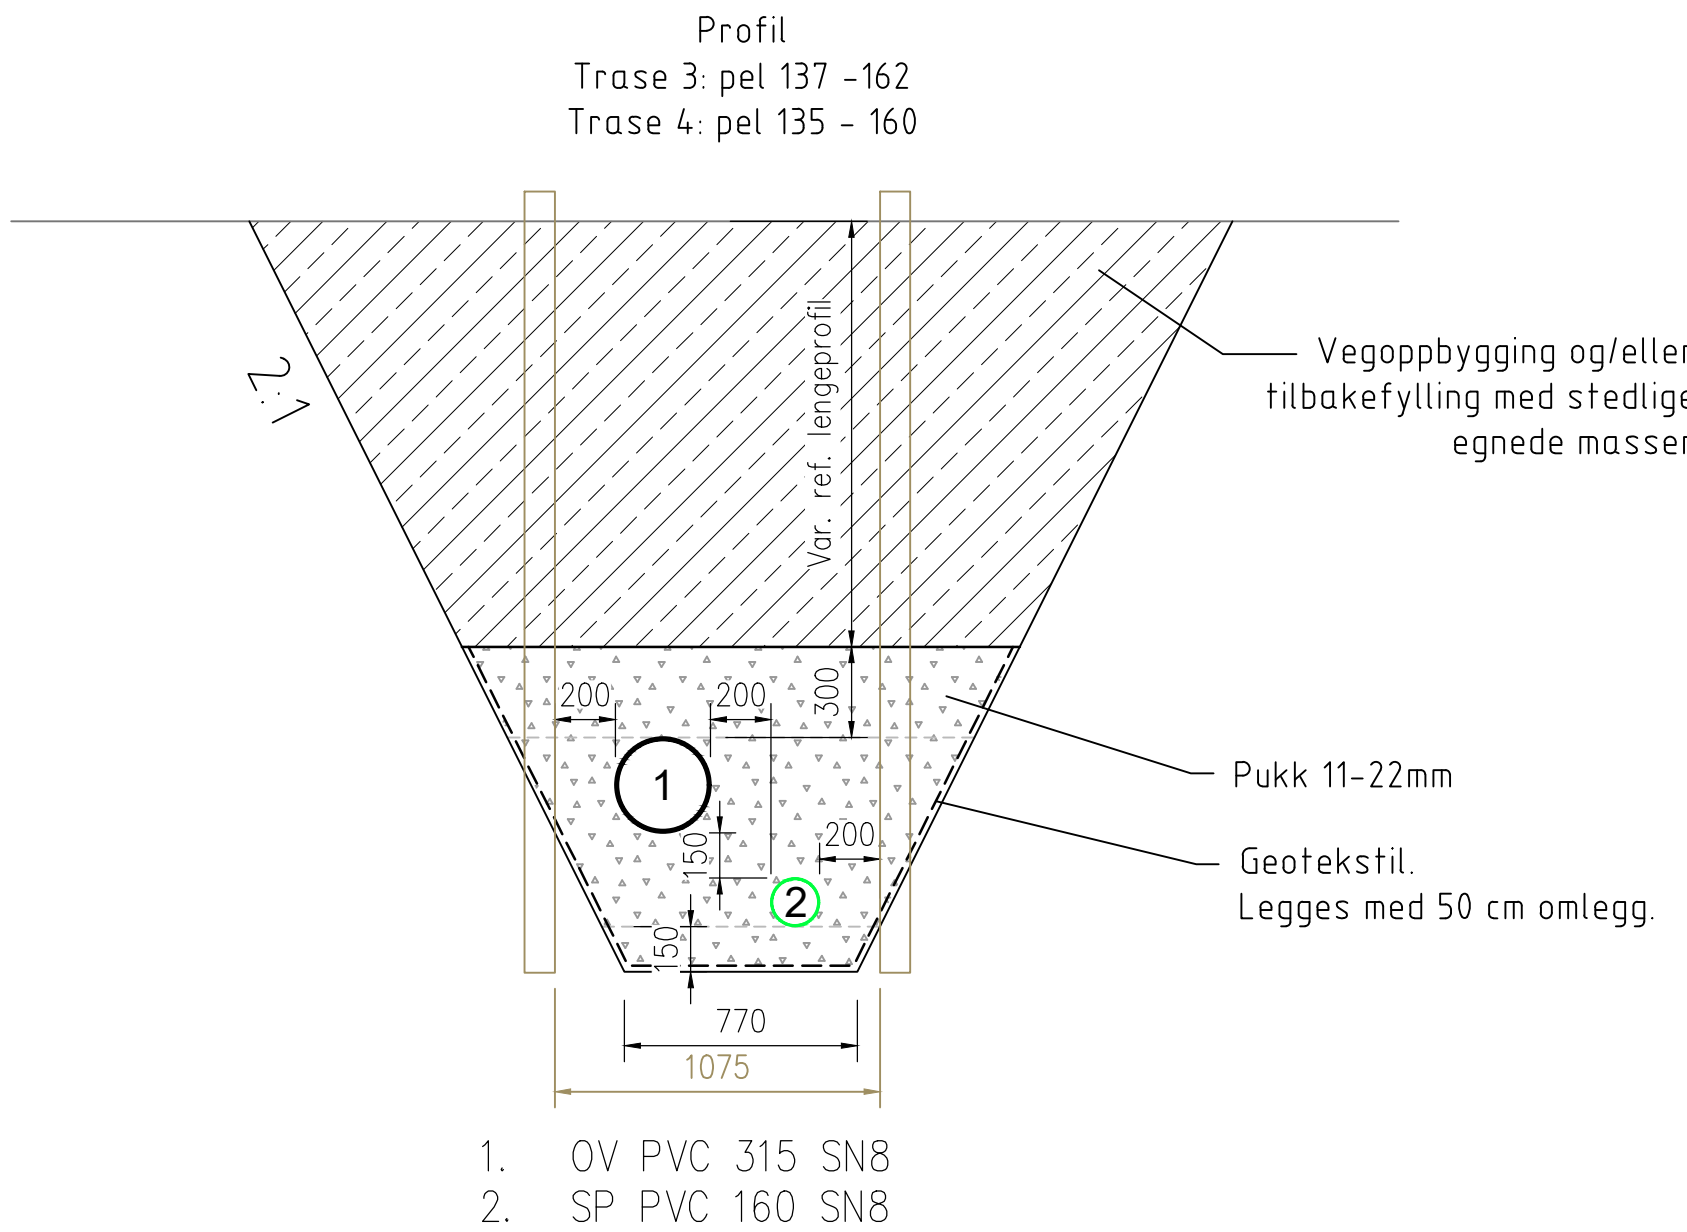 Profil
Trase 3: pel 137 -162
Trase 4: pel 135 - 160
2:1
Var. ref. lengeprofil
Vegoppbygging og/eller
tilbakefylling med stedlige
egnede masser
200
200
300
1
150
200
2
150
Pukk 11-22mm
Geotekstil.
Legges med 50 cm omlegg.
770
1075
1. OV PVC 315 SN8
2. SP PVC 160 SN8